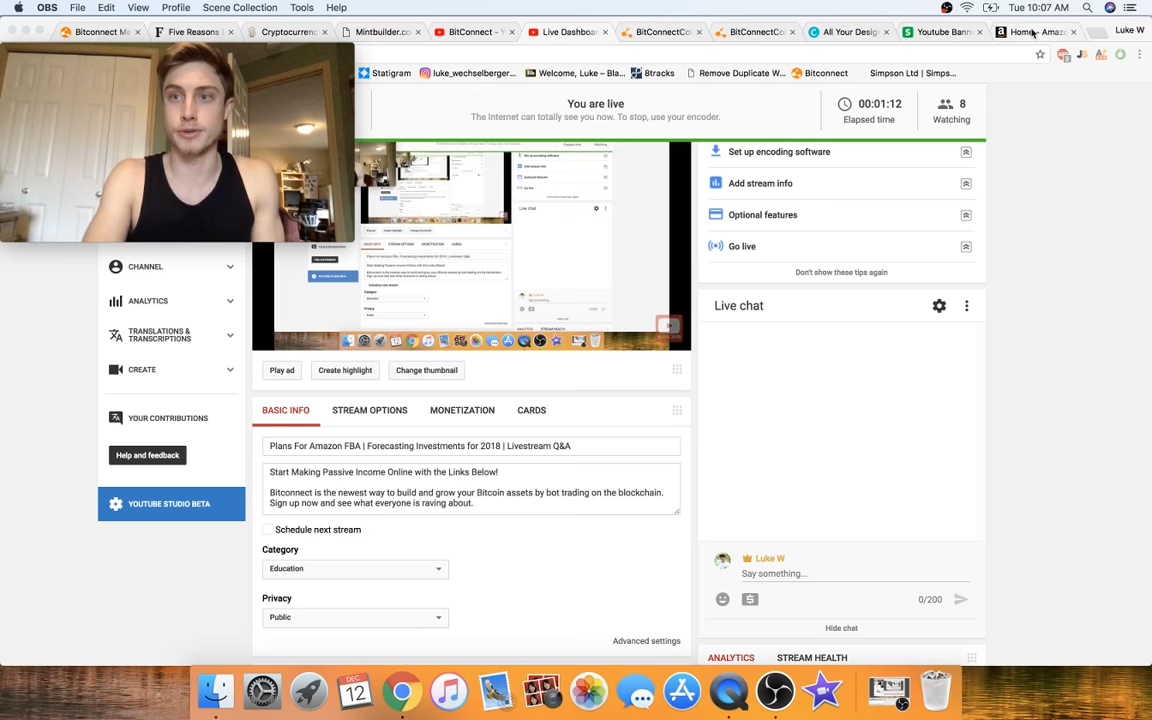 OBS File Edit View Profile Scene Collection Tools Help Tue 10:07 AM
Bitconnect Me Five Reasons Cryptocurrenc Mintbuilder.c BitConnect - Y Live Dashboar BitConnectCo BitConnectCo All Your Desig Youtube Bann Home - Amaz Luke W
Statigram luke_wechselberger... Welcome, Luke – Bla... 8tracks Remove Duplicate W... Bitconnect Simpson Ltd | Simps...
You are live
The Internet can totally see you now. To stop, use your encoder.
00:01:12
Elapsed time
8
Watching
Set up encoding software
Add stream info
Optional features
Go live
Don't show these tips again
CHANNEL
ANALYTICS
TRANSLATIONS &
TRANSCRIPTIONS
CREATE
YOUR CONTRIBUTIONS
Help and feedback
YOUTUBE STUDIO BETA
Play ad Create highlight Change thumbnail
BASIC INFO STREAM OPTIONS MONETIZATION CARDS
Plans For Amazon FBA | Forecasting Investments for 2018 | Livestream Q&A
Start Making Passive Income Online with the Links Below!
Bitconnect is the newest way to build and grow your Bitcoin assets by bot trading on the blockchain.
Sign up now and see what everyone is raving about.
Schedule next stream
Category
Education
Privacy
Public
Advanced settings
Live chat
Luke W
Say something...
0/200
Hide chat
ANALYTICS STREAM HEALTH
DEC
12